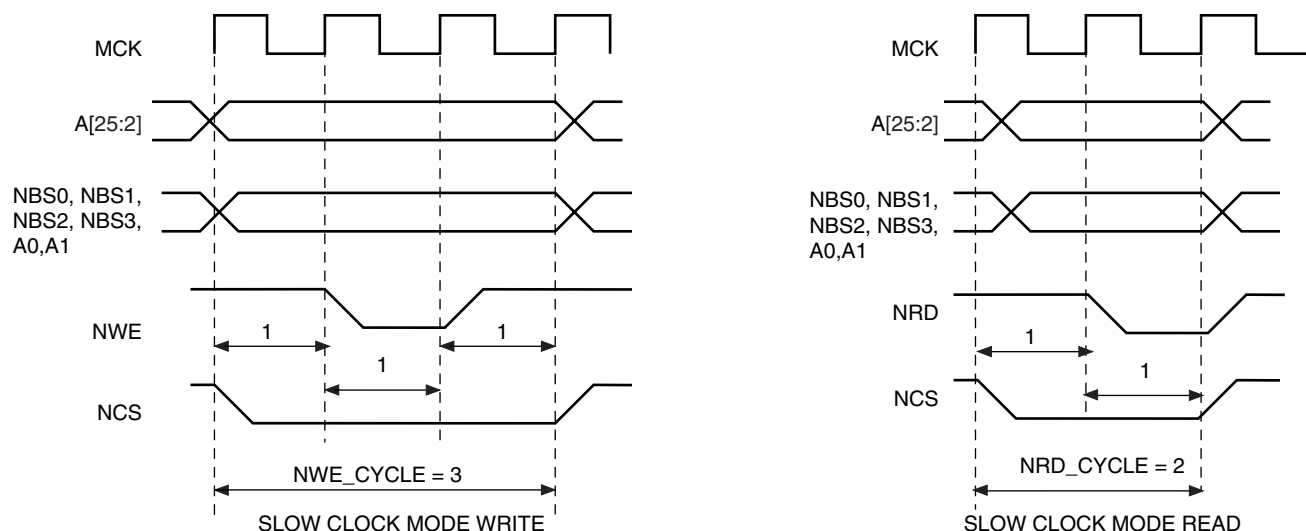 MCK
A[25:2]
NBS0, NBS1,
NBS2, NBS3,
A0,A1
NWE
1
1
1
NCS
NWE_CYCLE = 3
SLOW CLOCK MODE WRITE
MCK
A[25:2]
NBS0, NBS1,
NBS2, NBS3,
A0,A1
NRD
1
1
NCS
NRD_CYCLE = 2
SLOW CLOCK MODE READ